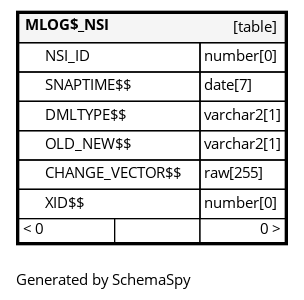 MLOG$_NSI [table]
NSI_ID number[0]
SNAPTIME$$ date[7]
DMLTYPE$$ varchar2[1]
OLD_NEW$$ varchar2[1]
CHANGE_VECTOR$$ raw[255]
XID$$ number[0]
< 0 0 >
Generated by SchemaSpy